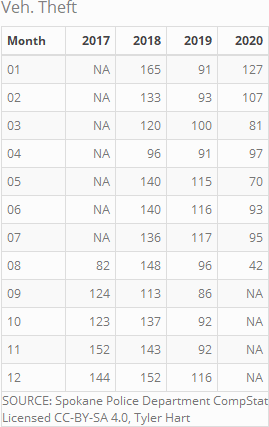 Veh. Theft
Month 2017 2018 2019 2020
01 NA 165 91 127
02 NA 133 93 107
03 NA 120 100 81
04 NA 96 91 97
05 NA 140 115 70
06 NA 140 116 93
07 NA 136 117 95
08 82 148 96 42
09 124 113 86 NA
10 123 137 92 NA
11 152 143 92 NA
12 144 152 116 NA
SOURCE: Spokane Police Department CompStat
Licensed CC-BY-SA 4.0, Tyler Hart